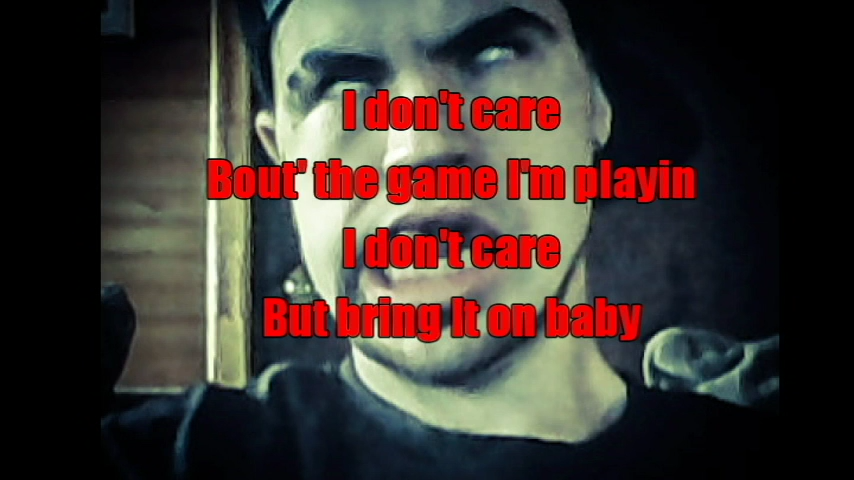 I don't care
Bout' the game I'm playin
I don't care
But bring It on baby